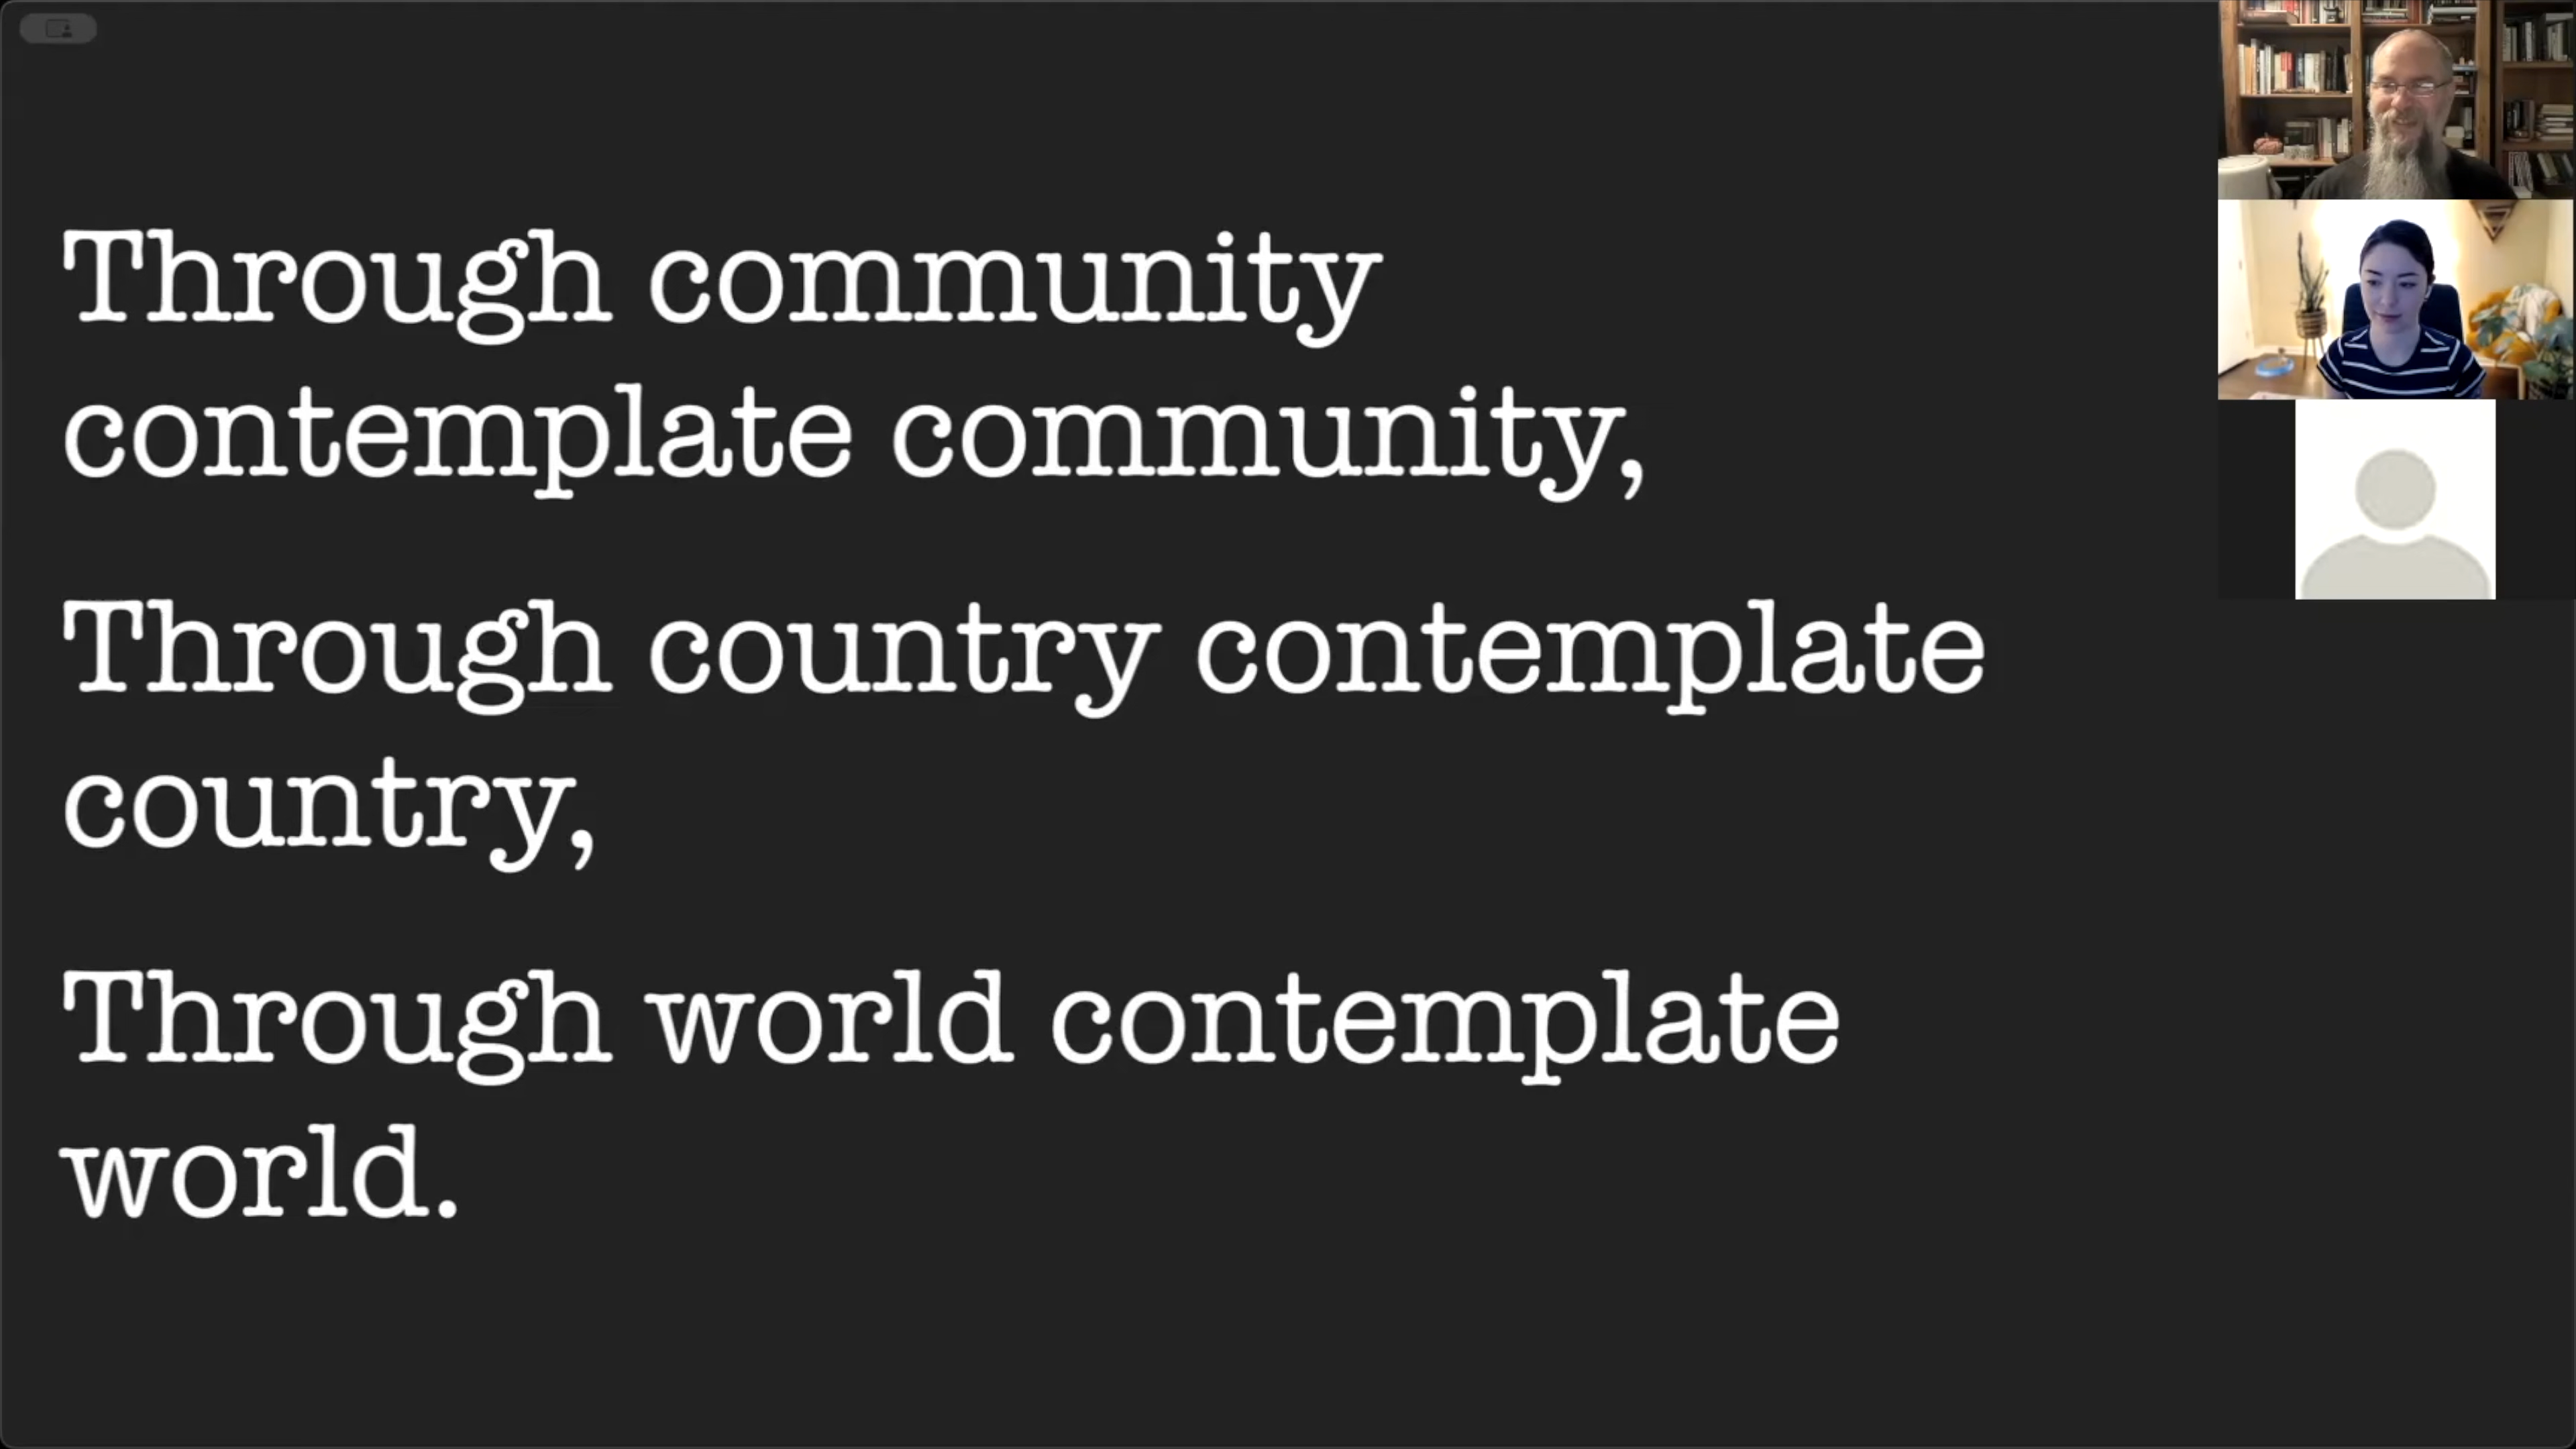 Through community
contemplate community,
Through country contemplate
country,
Through world contemplate
world.